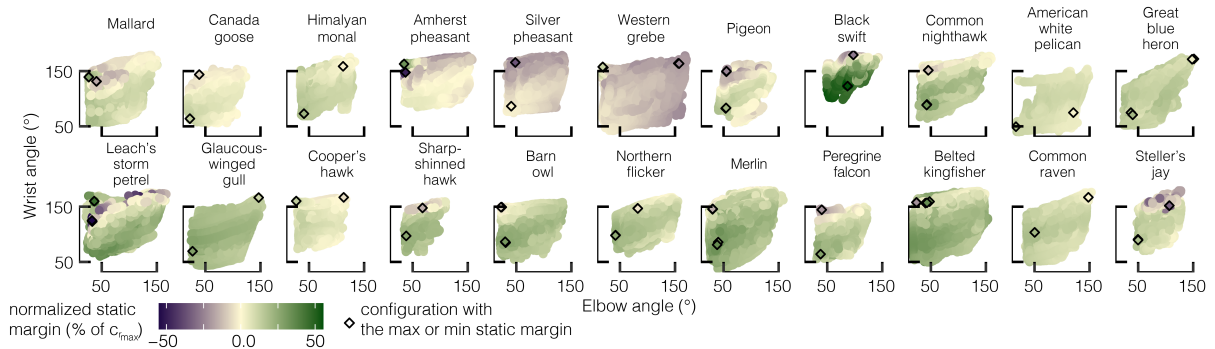 Mallard
Canada
goose
Himalyan
monal
Amherst
pheasant
Silver
pheasant
Western
grebe
Pigeon
Black
swift
Common
nighthawk
American
white
pelican
Great
blue
heron
150
50
Wrist angle (°)
Leach's
storm
petrel
Glaucous-
winged
gull
Cooper's
hawk
Sharp-
shinned
hawk
Barn
owl
Northern
flicker
Merlin
Peregrine
falcon
Belted
kingfisher
Common
raven
Steller's
jay
150
50
50 150 50 150 50 150 50 150 50 150 50 150 50 150 50 150 50 150 50 150 50 150
Elbow angle (°)
normalized static
margin (% of c_rmax)
−50 0.0 50
configuration with
the max or min static margin